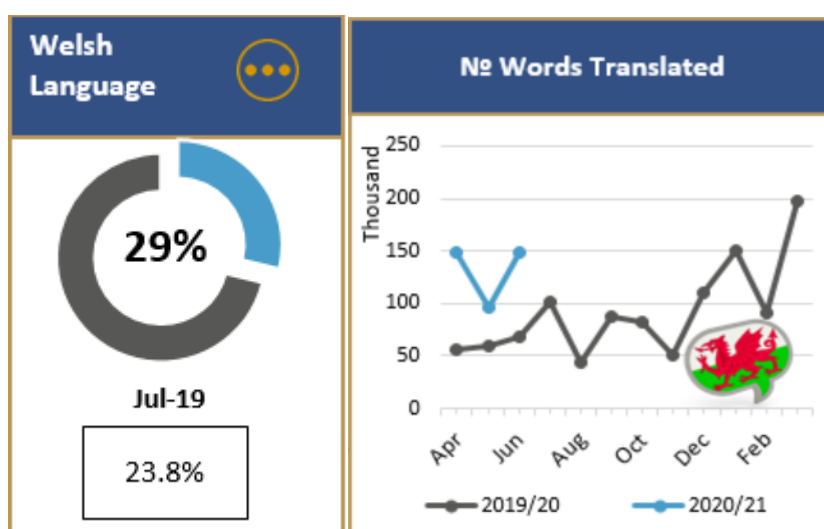 Welsh
Language
29%
Jul-19
23.8%
№ Words Translated
Thousand
250
200
150
100
50
0
Apr
Jun
Aug
Oct
Dec
Feb
2019/20
2020/21